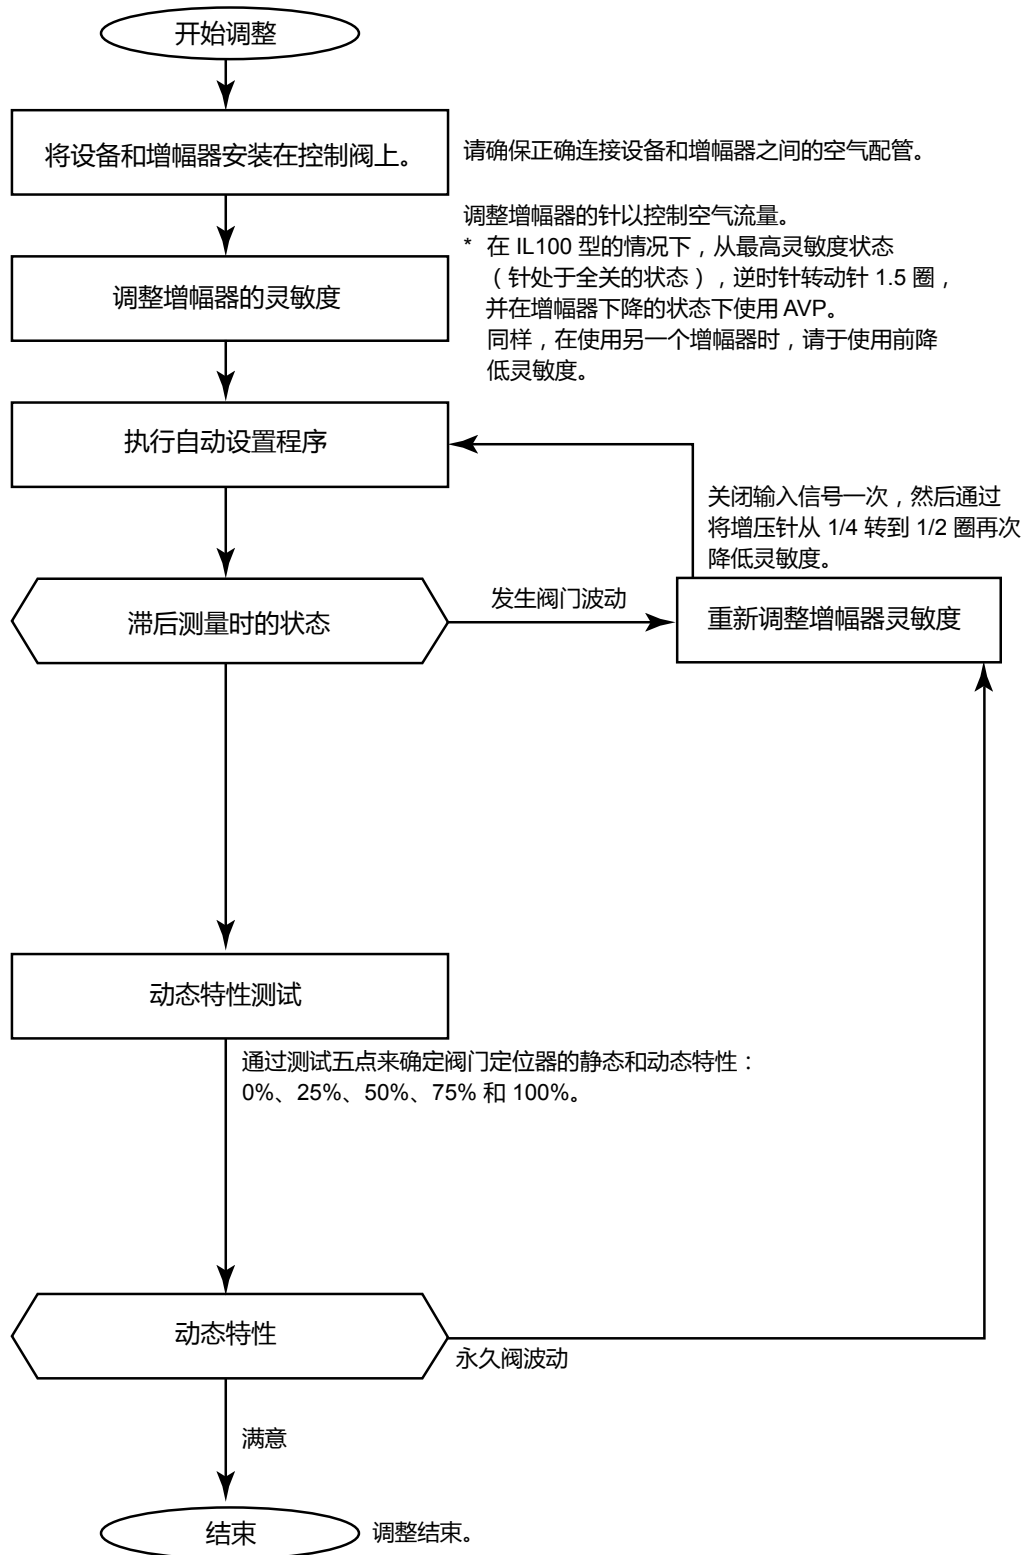 开始调整
将设备和增幅器安装在控制阀上。
请确保正确连接设备和增幅器之间的空气配管。
调整增幅器的灵敏度
调整增幅器的针以控制空气流量。
* 在 IL100 型的情况下，从最高灵敏度状态
（针处于全关的状态），逆时针转动针 1.5 圈，
并在增幅器下降的状态下使用 AVP。
同样，在使用另一个增幅器时，请于使用前降
低灵敏度。
执行自动设置程序
关闭输入信号一次，然后通过
将增压针从 1/4 转到 1/2 圈再次
降低灵敏度。
滞后测量时的状态
发生阀门波动
重新调整增幅器灵敏度
动态特性测试
通过测试五点来确定阀门定位器的静态和动态特性：
0%、25%、50%、75% 和 100%。
动态特性
永久阀波动
满意
结束
调整结束。